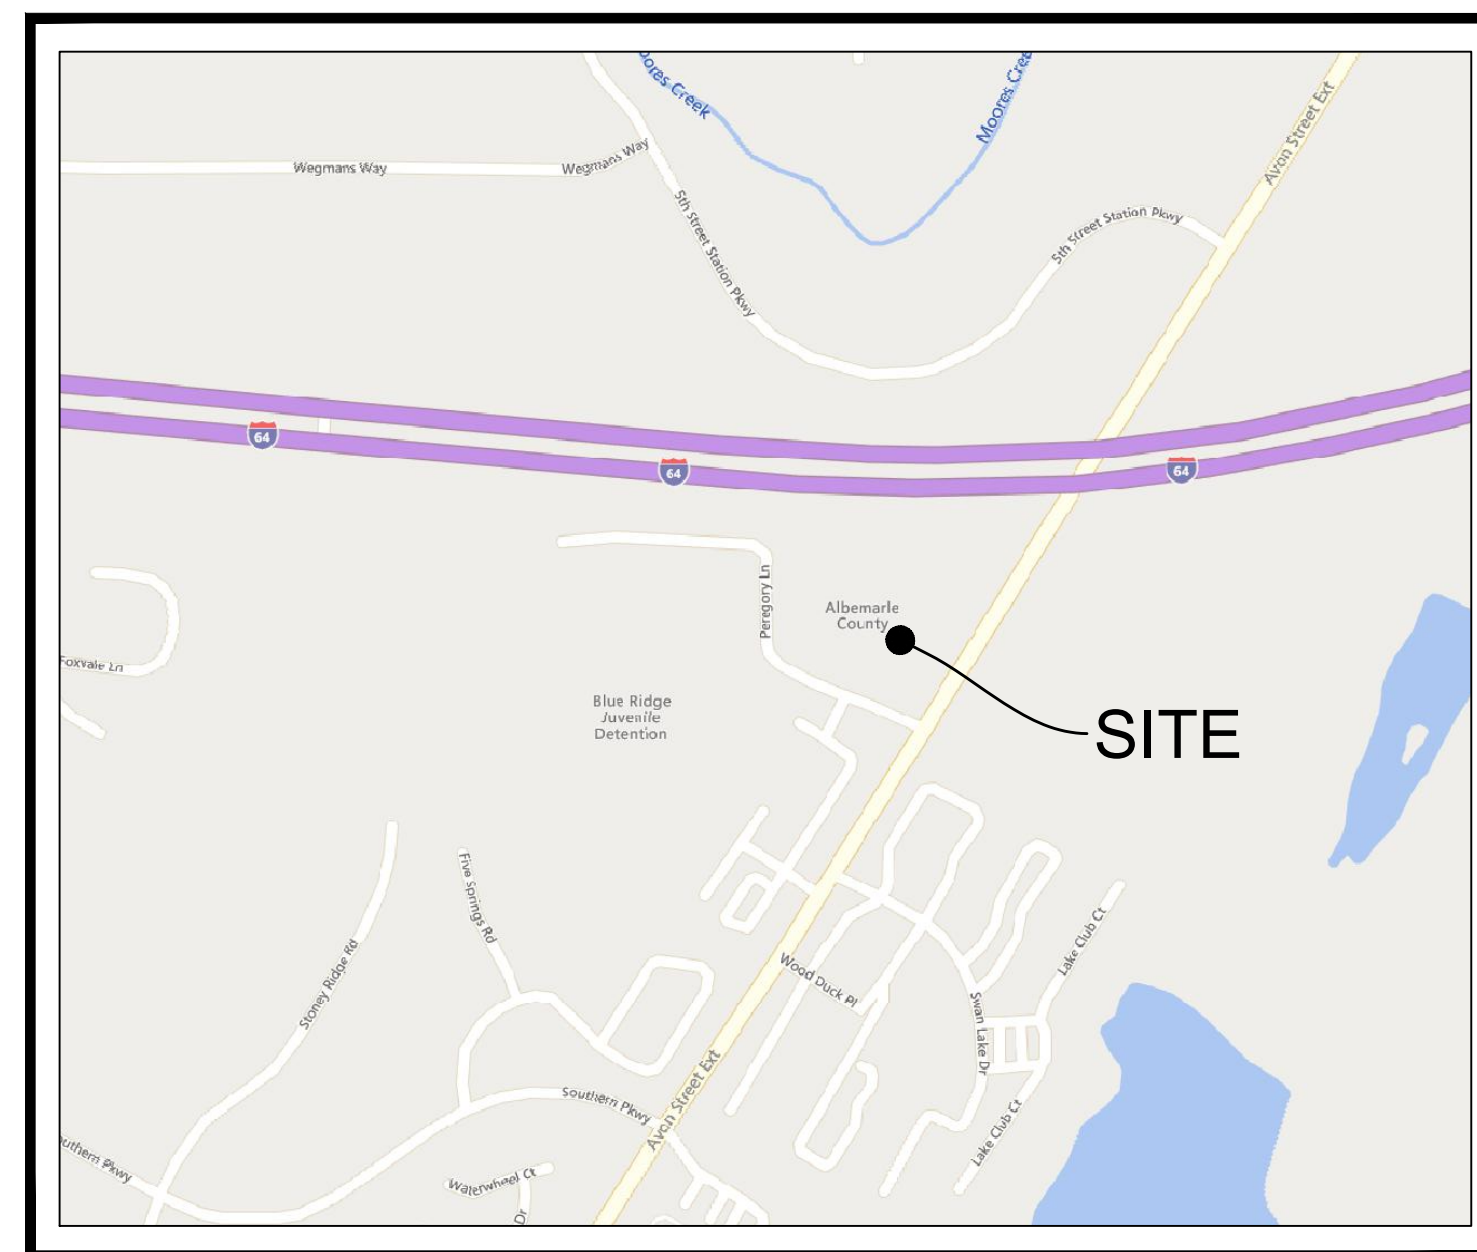 oores Creek
Moores Cree
Avon Street Ext
Wegmans Way
Wegmans Way
5th Street Station Pkwy
5th Street Station Pkwy
64
64
64
Peregory Ln
Albemarle
County
Foxvale Ln
Blue Ridge
Juvenile
Detention
SITE
Five Springs Rd
Stoney Ridge Rd
Wood Duck Pl
Lake Club Ct
Swan Lake Dr
Avon Street Ext
Southern Pkwy
Lake Club Ct
outhern Pkwy
Waterwheel Ct
Dr